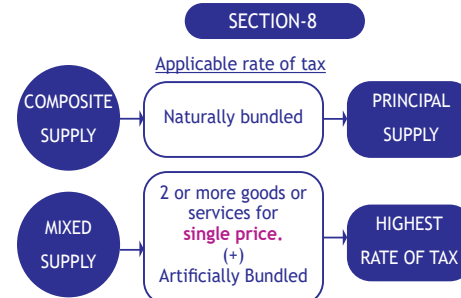 SECTION-8
Applicable rate of tax
COMPOSITE
SUPPLY
Naturally bundled
PRINCIPAL
SUPPLY
MIXED
SUPPLY
2 or more goods or
services for
single price.
(+)
Artificially Bundled
HIGHEST
RATE OF TAX